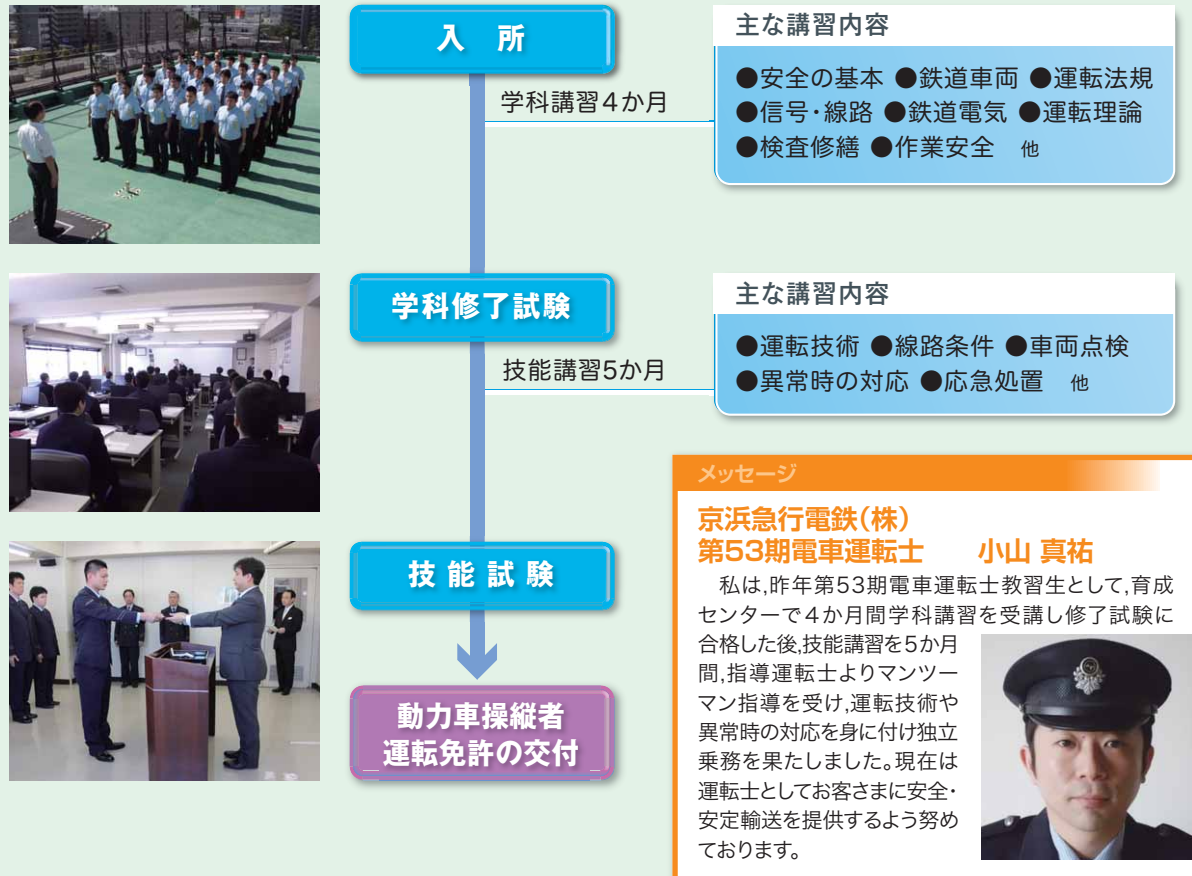 入 所
学科講習4か月
主な講習内容
●安全の基本 ●鉄道車両 ●運転法規
●信号・線路 ●鉄道電気 ●運転理論
●検査修繕 ●作業安全 他
学科修了試験
技能講習5か月
主な講習内容
●運転技術 ●線路条件 ●車両点検
●異常時の対応 ●応急処置 他
技 能 試 験
動力車操縦者
運転免許の交付
メッセージ
京浜急行電鉄(株)
第53期電車運転士 小山 真祐
私は,昨年第53期電車運転士教習生として,育成
センターで4か月間学科講習を受講し修了試験に
合格した後,技能講習を5か月
間,指導運転士よりマンツー
マン指導を受け,運転技術や
異常時の対応を身に付け独立
乗務を果たしました。現在は
運転士としてお客さまに安全・
安定輸送を提供するよう努め
ております。